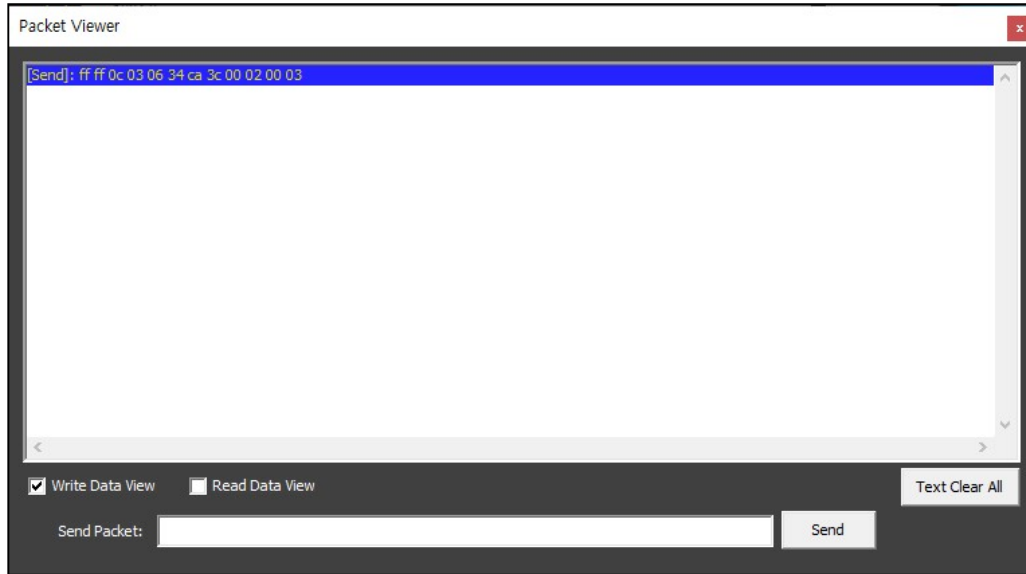 Packet Viewer
x
[Send]: ff ff 0c 03 06 34 ca 3c 00 02 00 03
Write Data View
Read Data View
Text Clear All
Send Packet:
Send